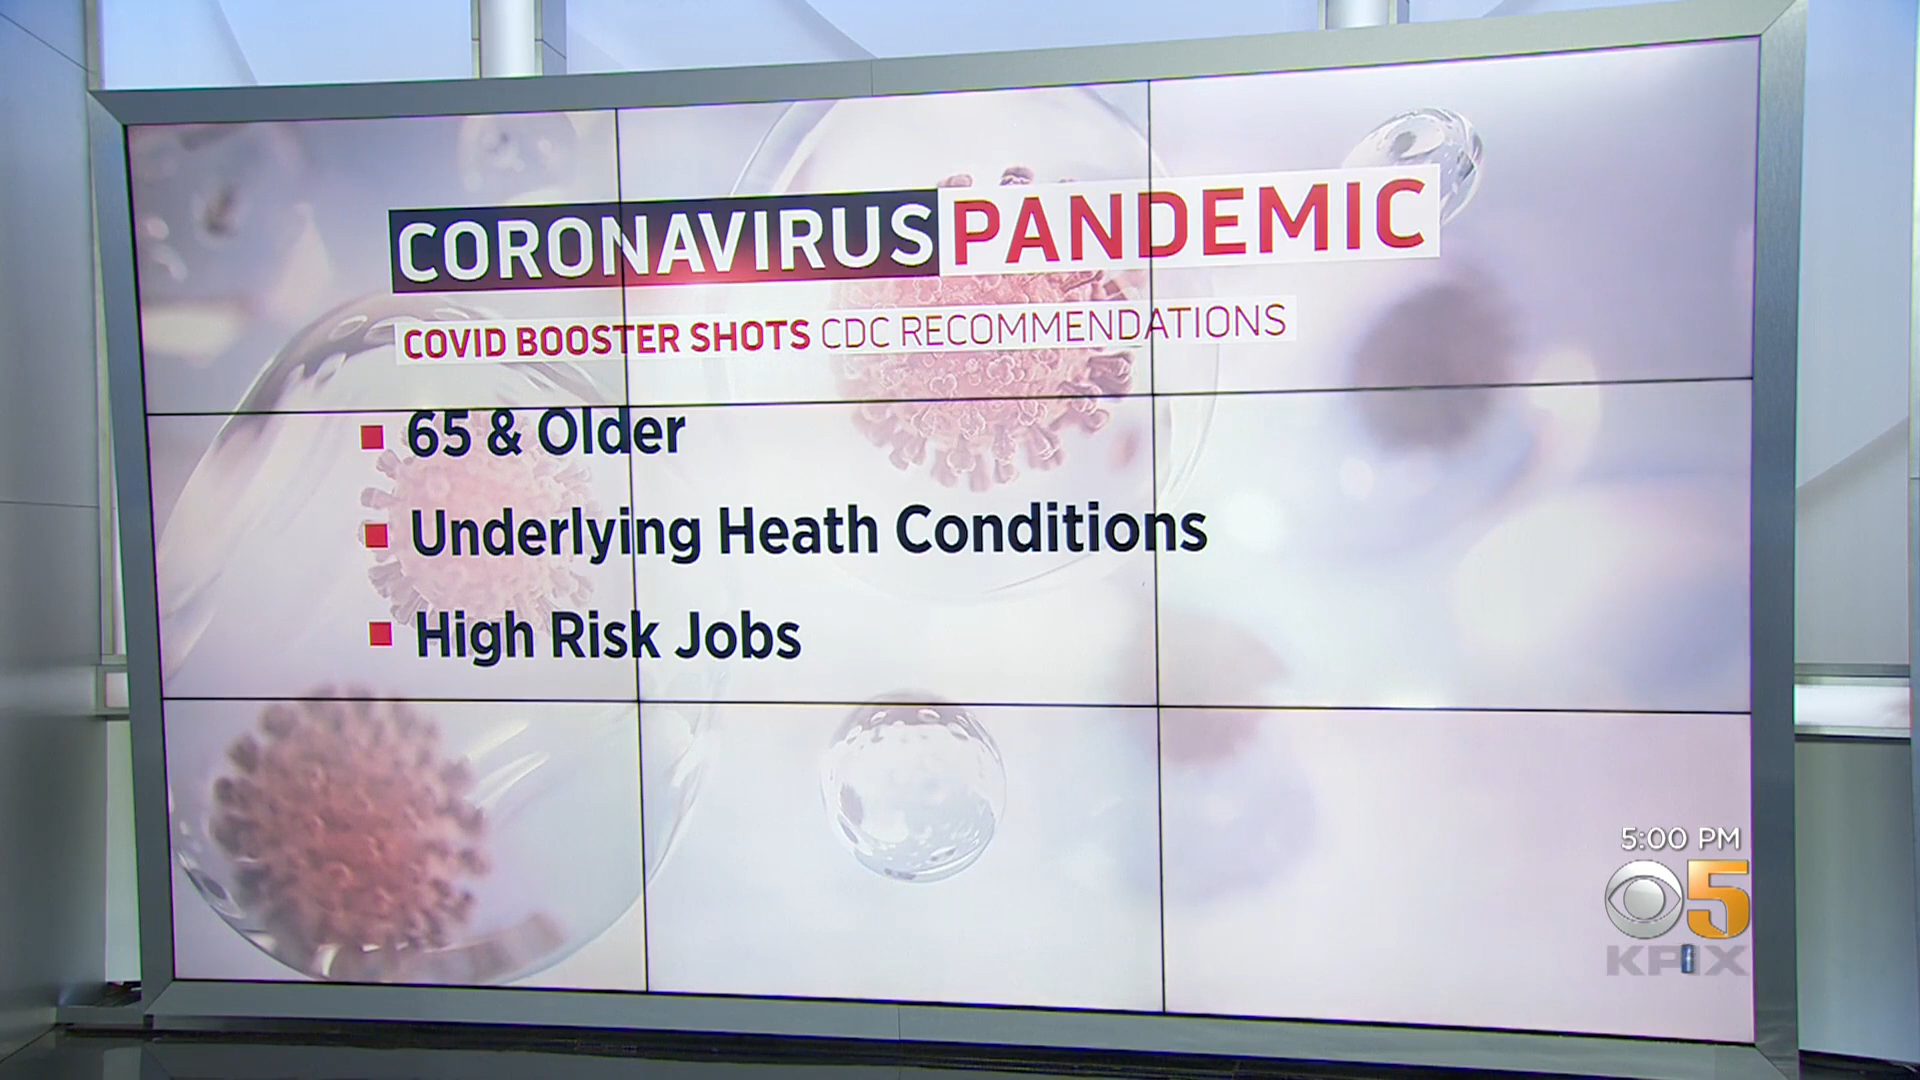 CORONAVIRUS PANDEMIC
COVID BOOSTER SHOTS CDC RECOMMENDATIONS
65 & Older
Underlying Heath Conditions
High Risk Jobs
5:00 PM
5
KPIX